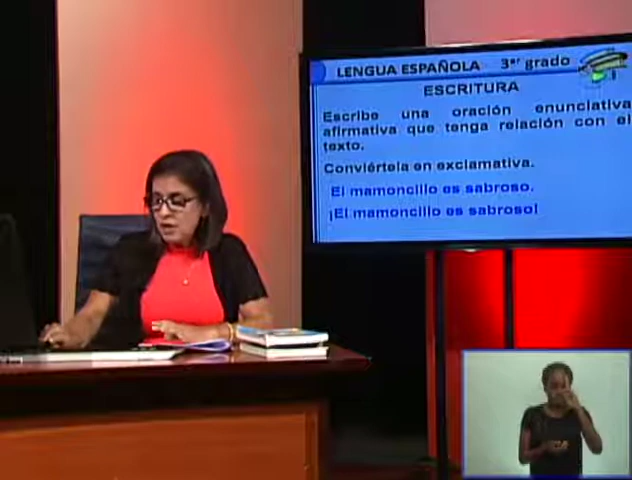 LENGUA ESPAÑOLA 3er grado
ESCRITURA
Escribe una oración enunciativa
afirmativa que tenga relación con el
texto.
Conviértela en exclamativa.
El mamoncillo es sabroso.
¡El mamoncillo es sabroso!